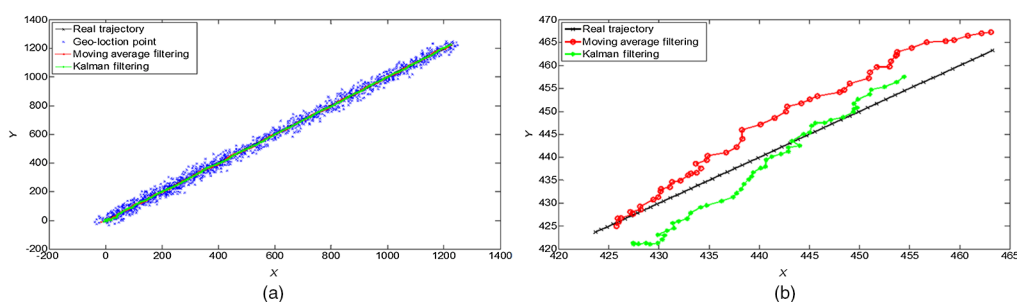 1400
1200
1000
800
600
400
200
0
-200
Y
Real trajectory
Geo-loction point
Moving average filtering
Kalman filtering
-200 0 200 400 600 800 1000 1200 1400
X
(a)
470
465
460
455
450
445
440
435
430
425
420
Y
Real trajectory
Moving average filtering
Kalman filtering
420 425 430 435 440 445 450 455 460 465
X
(b)